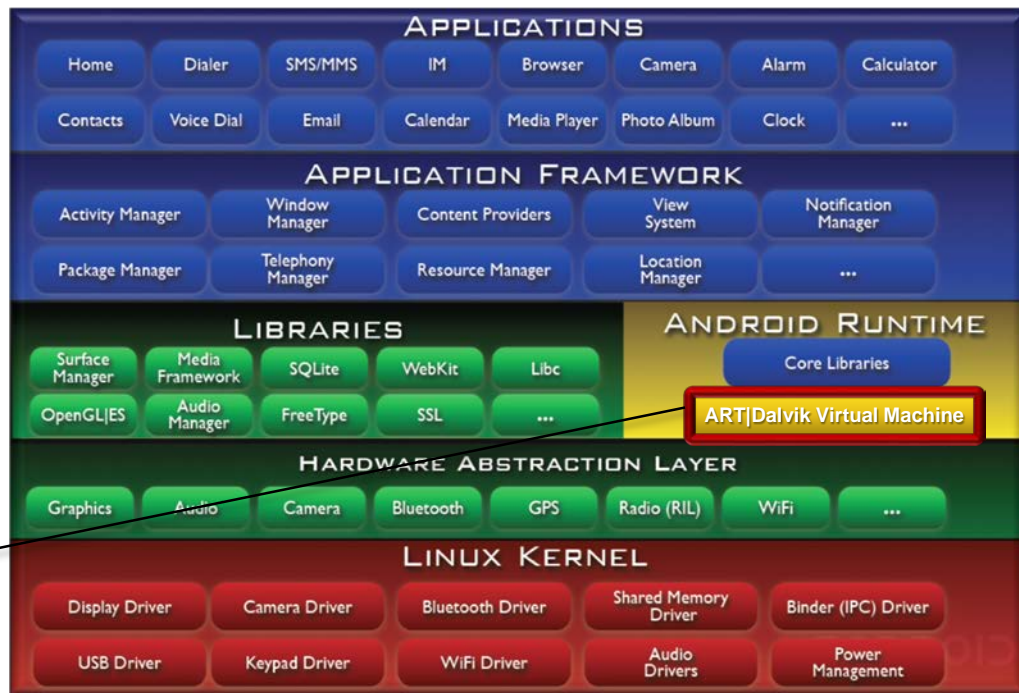 APPLICATIONS
Home Dialer SMS/MMS IM Browser Camera Alarm Calculator
Contacts Voice Dial Email Calendar Media Player Photo Album Clock ...
APPLICATION FRAMEWORK
Activity Manager Window Manager Content Providers View System Notification Manager
Package Manager Telephony Manager Resource Manager Location Manager ...
LIBRARIES
Surface Manager Media Framework SQLite WebKit Libc
OpenGL|ES Audio Manager FreeType SSL ...
ANDROID RUNTIME
Core Libraries
ART|Dalvik Virtual Machine
HARDWARE ABSTRACTION LAYER
Graphics Audio Camera Bluetooth GPS Radio (RIL) WiFi ...
LINUX KERNEL
Display Driver Camera Driver Bluetooth Driver Shared Memory Driver Binder (IPC) Driver
USB Driver Keypad Driver WiFi Driver Audio Drivers Power Management